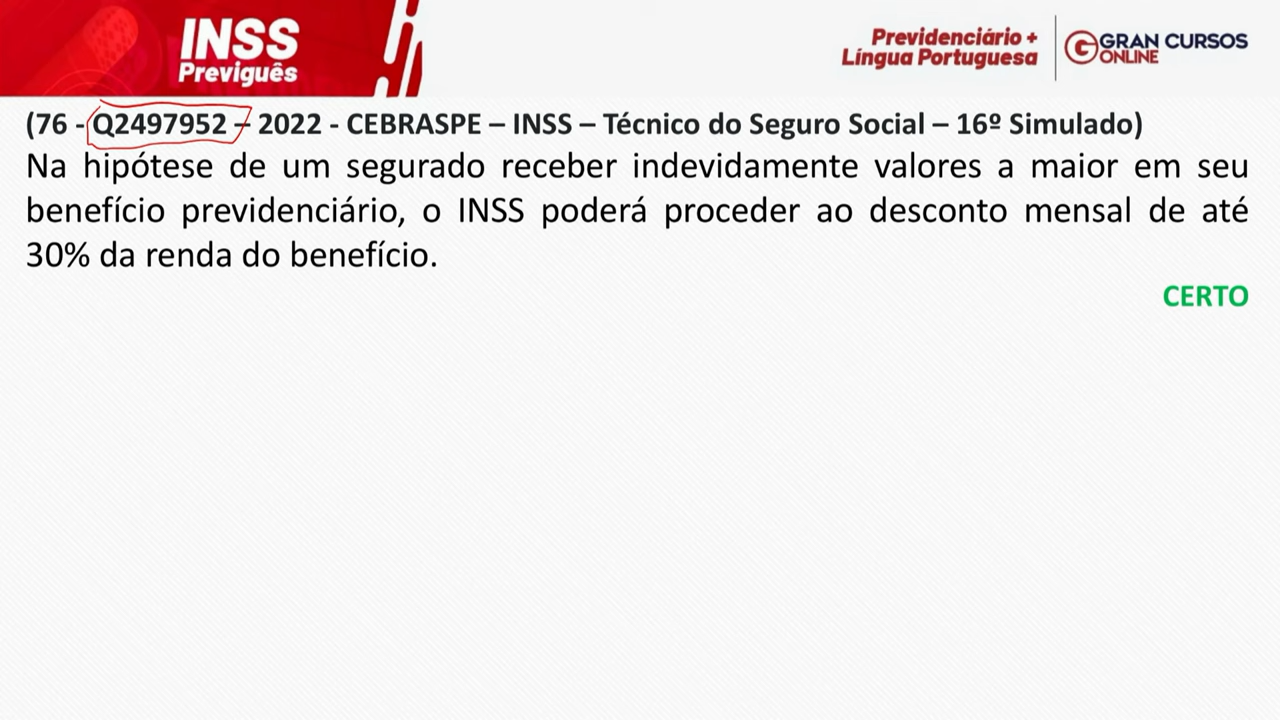 INSS
Previguês
Previdenciário +
Língua Portuguesa
GRAN CURSOS
ONLINE
(76 - Q2497952 – 2022 - CEBRASPE – INSS – Técnico do Seguro Social – 16º Simulado)
Na hipótese de um segurado receber indevidamente valores a maior em seu
benefício previdenciário, o INSS poderá proceder ao desconto mensal de até
30% da renda do benefício.
CERTO